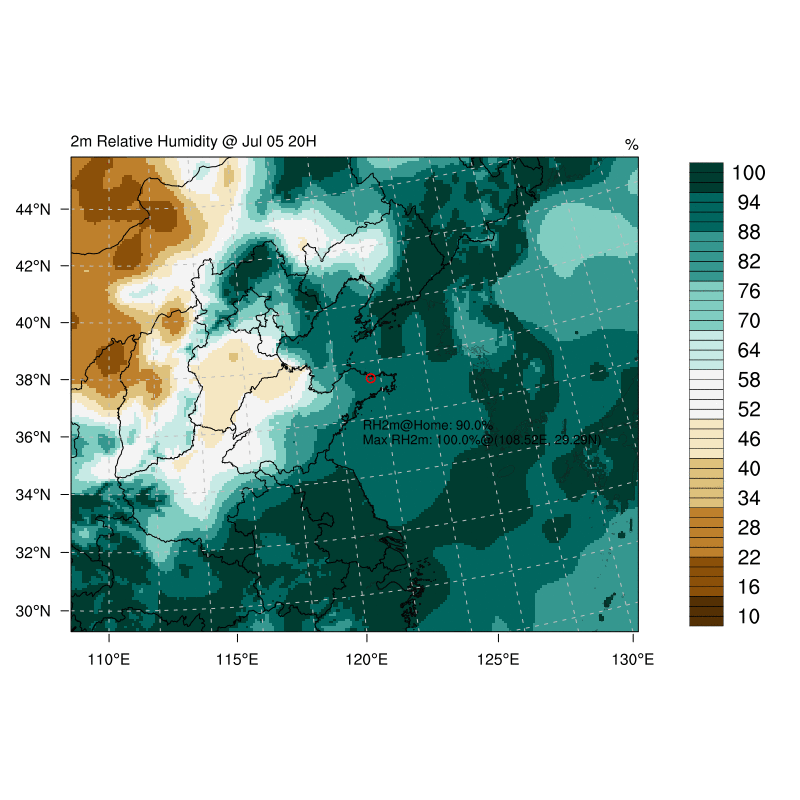 2m Relative Humidity @ Jul 05 20H
%
44°N
42°N
40°N
38°N
36°N
34°N
32°N
30°N
110°E
115°E
120°E
125°E
130°E
RH2m@Home: 90.0%
Max RH2m: 100.0%@(108.52E, 29.29N)
100
94
88
82
76
70
64
58
52
46
40
34
28
22
16
10